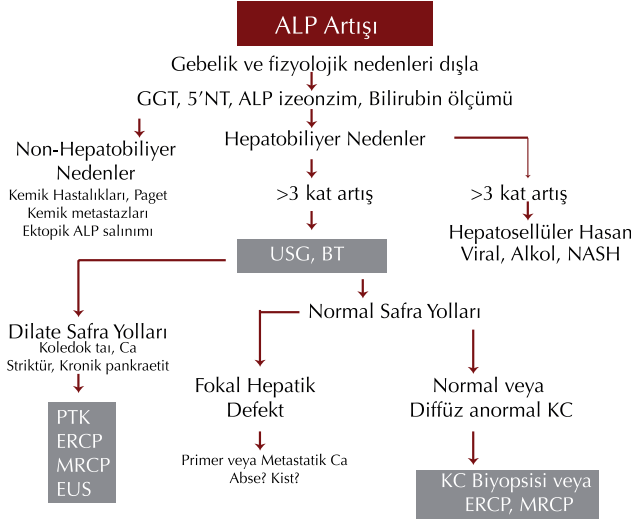 ALP Artışı
Gebelik ve fizyolojik nedenleri dışla
GGT, 5’NT, ALP izeonzim, Bilirubin ölçümü
Non-Hepatobiliyer
Nedenler
Kemik Hastalıkları, Paget
Kemik metastazları
Ektopik ALP salınımı
Hepatobiliyer Nedenler
>3 kat artış
>3 kat artış
Hepatosellüler Hasan
Viral, Alkol, NASH
USG, BT
Dilate Safra Yolları
Koledok taı, Ca
Striktür, Kronik pankraetit
PTK
ERCP
MRCP
EUS
Normal Safra Yolları
Fokal Hepatik
Defekt
Primer veya Metastatik Ca
Abse? Kist?
Normal veya
Diffüz anormal KC
KC Biyopsisi veya
ERCP, MRCP